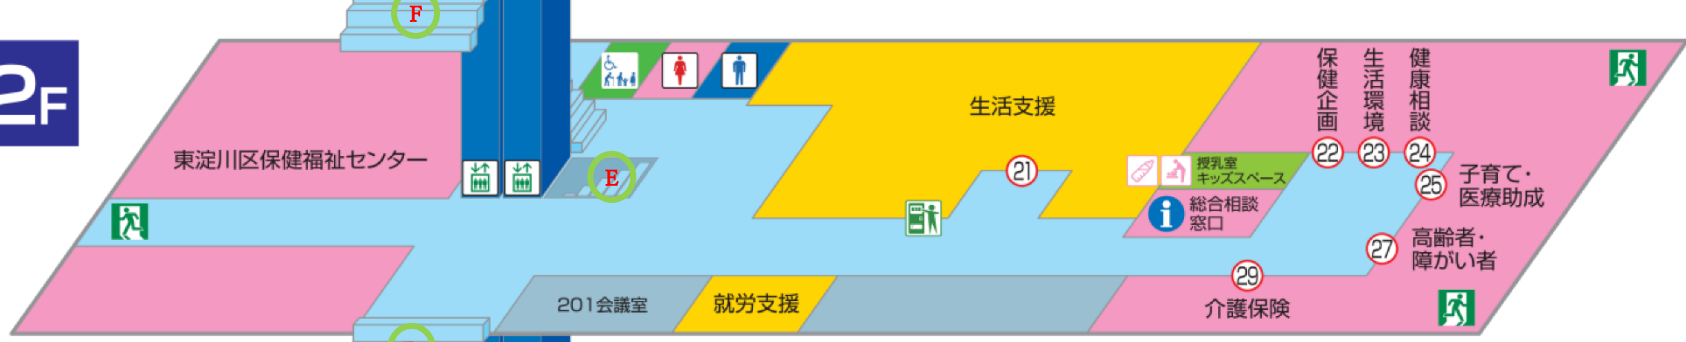 2F
F
東淀川区保健福祉センター
E
生活支援
21
授乳室
キッズスペース
総合相談
窓口
保健企画
生活環境
健康相談
22
23
24
25
子育て・
医療助成
27
高齢者・
障がい者
29
介護保険
201会議室
就労支援